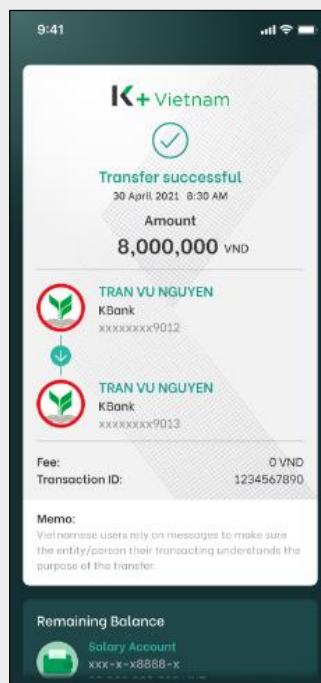 9:41
K+ Vietnam
Transfer successful
30 April 2021 8:30 AM
Amount
8,000,000 VND
TRAN VU NGUYEN
KBank
xxxxxxxx9012
TRAN VU NGUYEN
KBank
xxxxxxxx9013
Fee: 0 VND
Transaction ID: 1234567890
Memo:
Vietnamese users rely on messages to make sure
the entity/person their transacting understands the
purpose of the transfer.
Remaining Balance
Salary Account
xxx-x-x8888-x